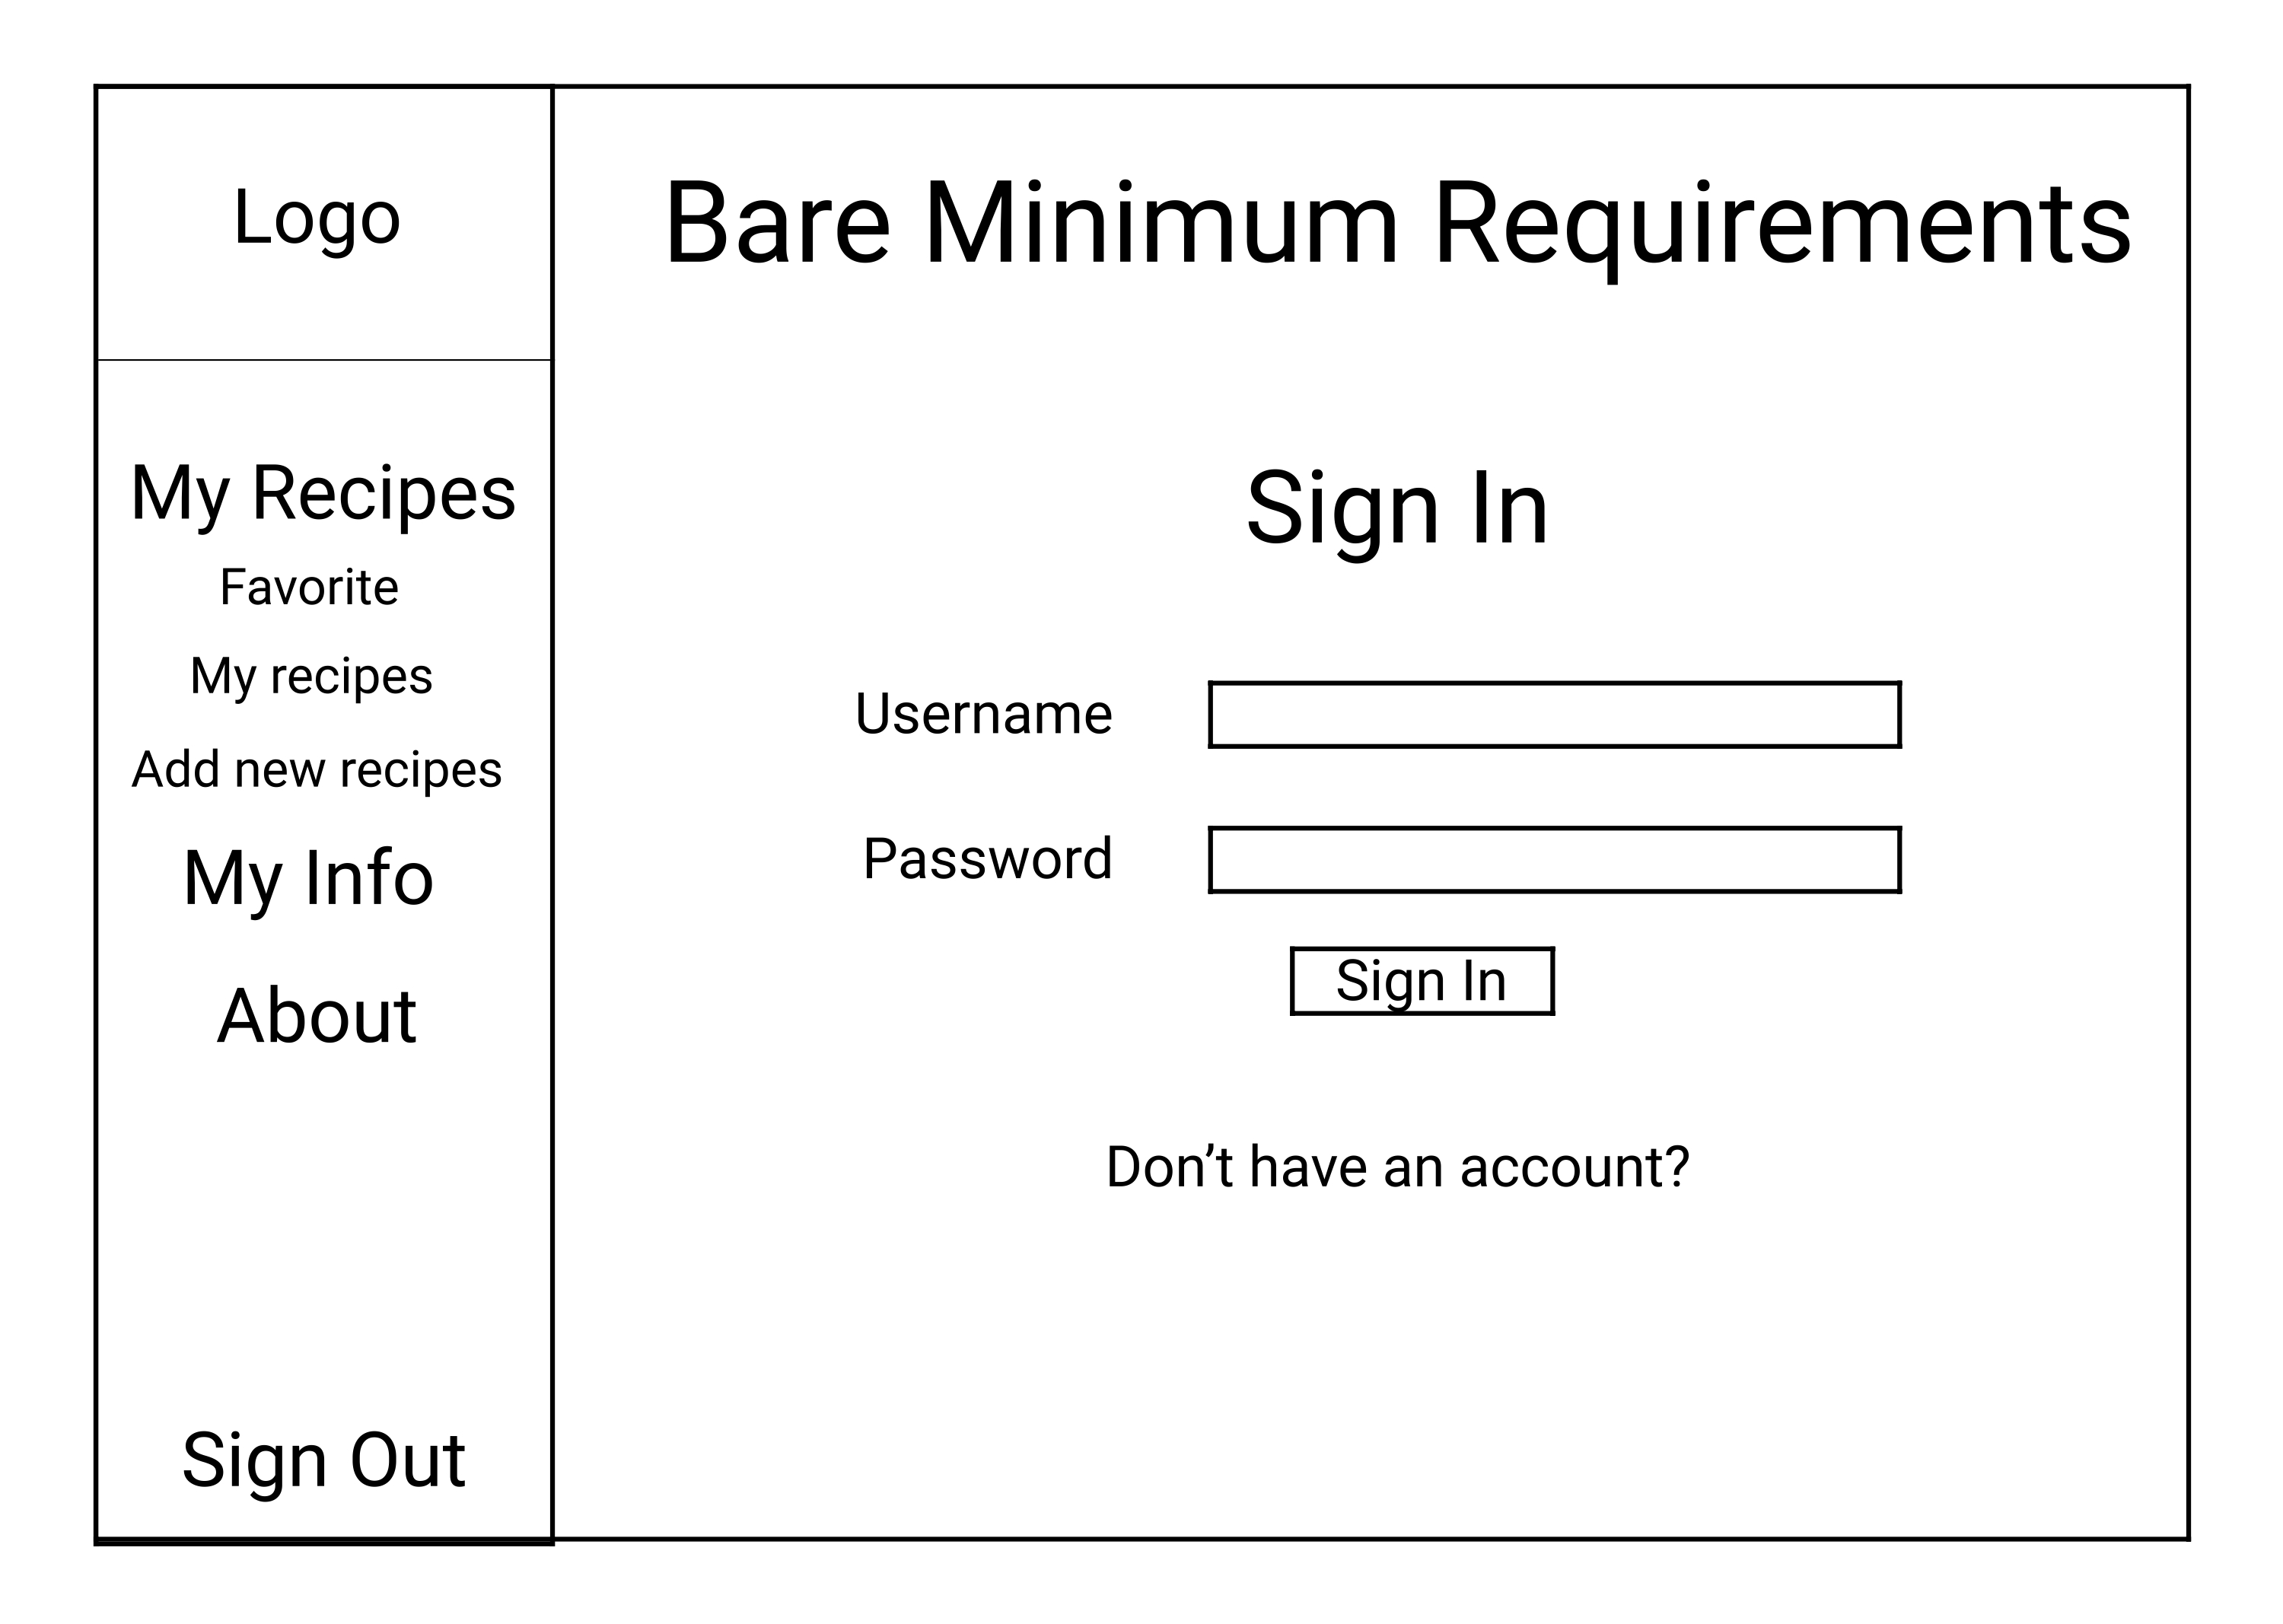 Logo
Bare Minimum Requirements
My Recipes
Favorite
My recipes
Add new recipes
My Info
About
Sign Out
Sign In
Username
Password
Sign In
Don’t have an account?